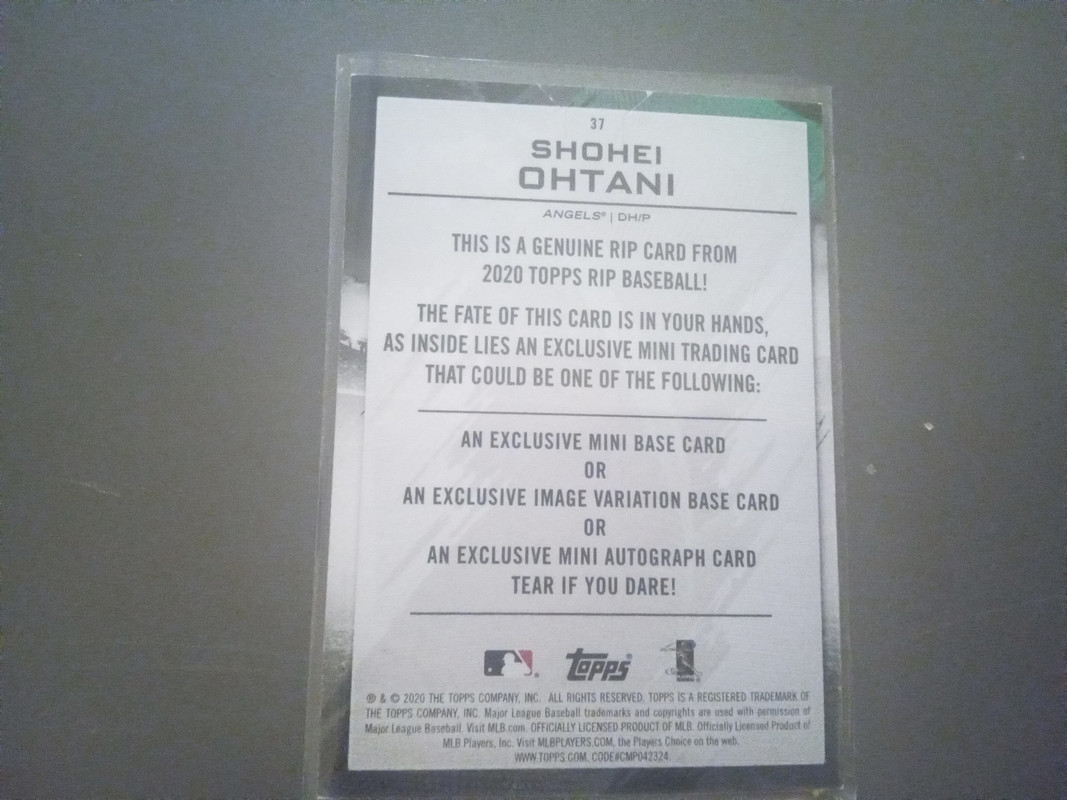 37
SHOHEI
OHTANI
ANGELS® | DH/P
THIS IS A GENUINE RIP CARD FROM
2020 TOPPS RIP BASEBALL!
THE FATE OF THIS CARD IS IN YOUR HANDS,
AS INSIDE LIES AN EXCLUSIVE MINI TRADING CARD
THAT COULD BE ONE OF THE FOLLOWING:
AN EXCLUSIVE MINI BASE CARD
OR
AN EXCLUSIVE IMAGE VARIATION BASE CARD
OR
AN EXCLUSIVE MINI AUTOGRAPH CARD
TEAR IF YOU DARE!
Topps®
℗ & © 2020 THE TOPPS COMPANY, INC. ALL RIGHTS RESERVED. TOPPS IS A REGISTERED TRADEMARK OF
THE TOPPS COMPANY, INC. Major League Baseball trademarks and copyrights are used with permission of
Major League Baseball. Visit MLB.com. OFFICIALLY LICENSED PRODUCT OF MLB. Officially Licensed Product of
MLB Players, Inc. Visit MLBPLAYERS.COM, the Players Choice on the web.
WWW.TOPPS.COM. CODE#CMP042324